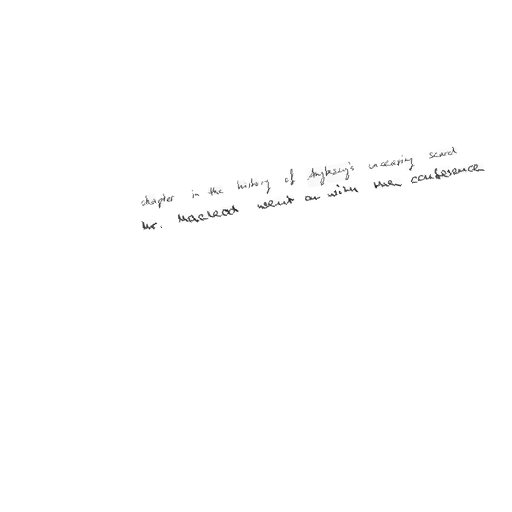 chapter in the history of Anglesey's unceasing search
Mr. Macleod went on with the conference